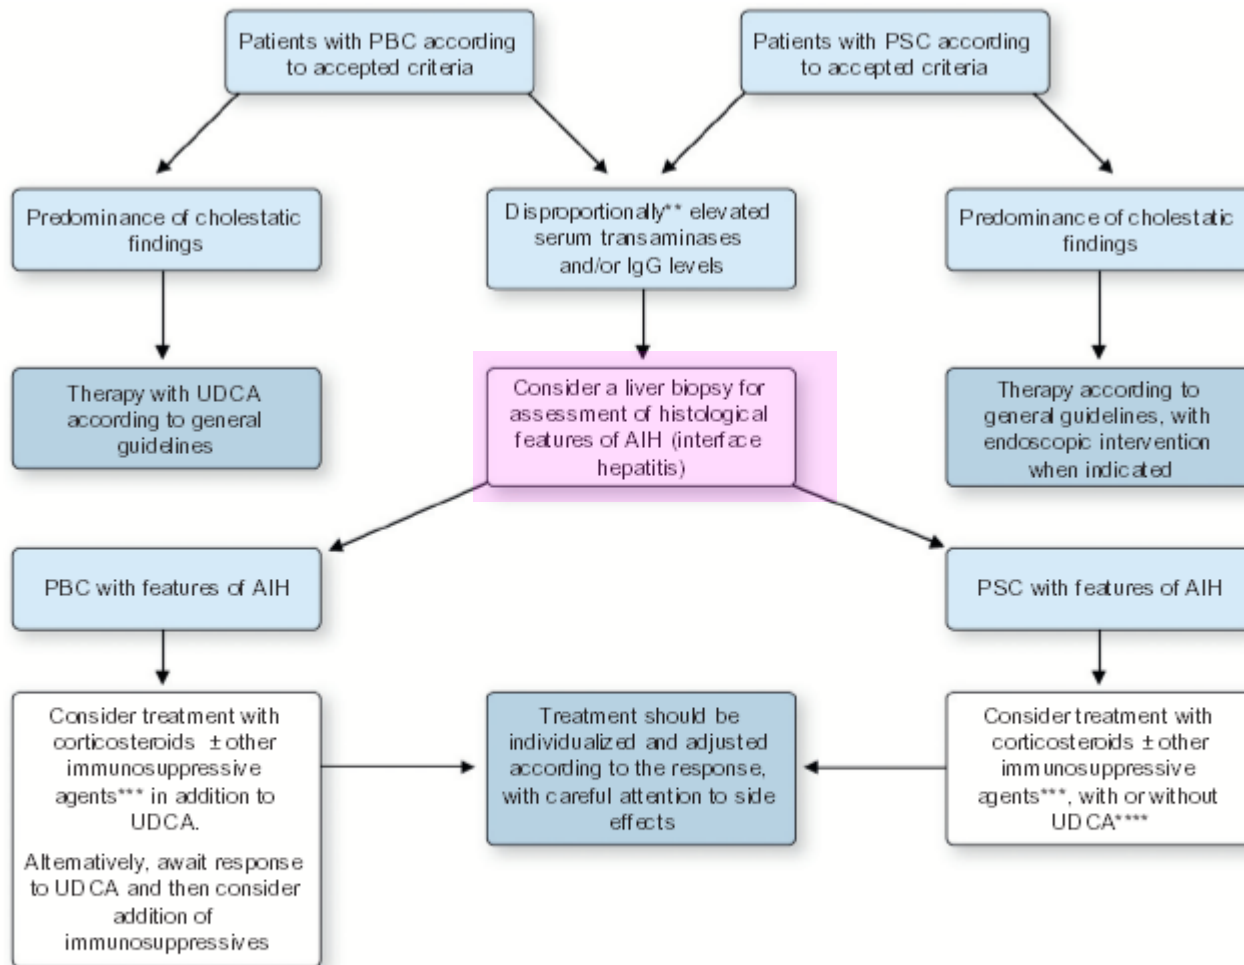 Patients with PBC according
to accepted criteria
Patients with PSC according
to accepted criteria
Predominance of cholestatic
findings
Disproportionally** elevated
serum transaminases
and/or IgG levels
Predominance of cholestatic
findings
Therapy with UDCA
according to general
guidelines
Consider a liver biopsy for
assessment of histological
features of AIH (interface
hepatitis)
Therapy according to
general guidelines, with
endoscopic intervention
when indicated
PBC with features of AIH
PSC with features of AIH
Consider treatment with
corticosteroids ± other
immunosuppressive
agents*** in addition to
UDCA.
Alternatively, await response
to UDCA and then consider
addition of
immunosuppressives
Treatment should be
individualized and adjusted
according to the response,
with careful attention to side
effects
Consider treatment with
corticosteroids ± other
immunosuppressive
agents***, with or without
UDCA****